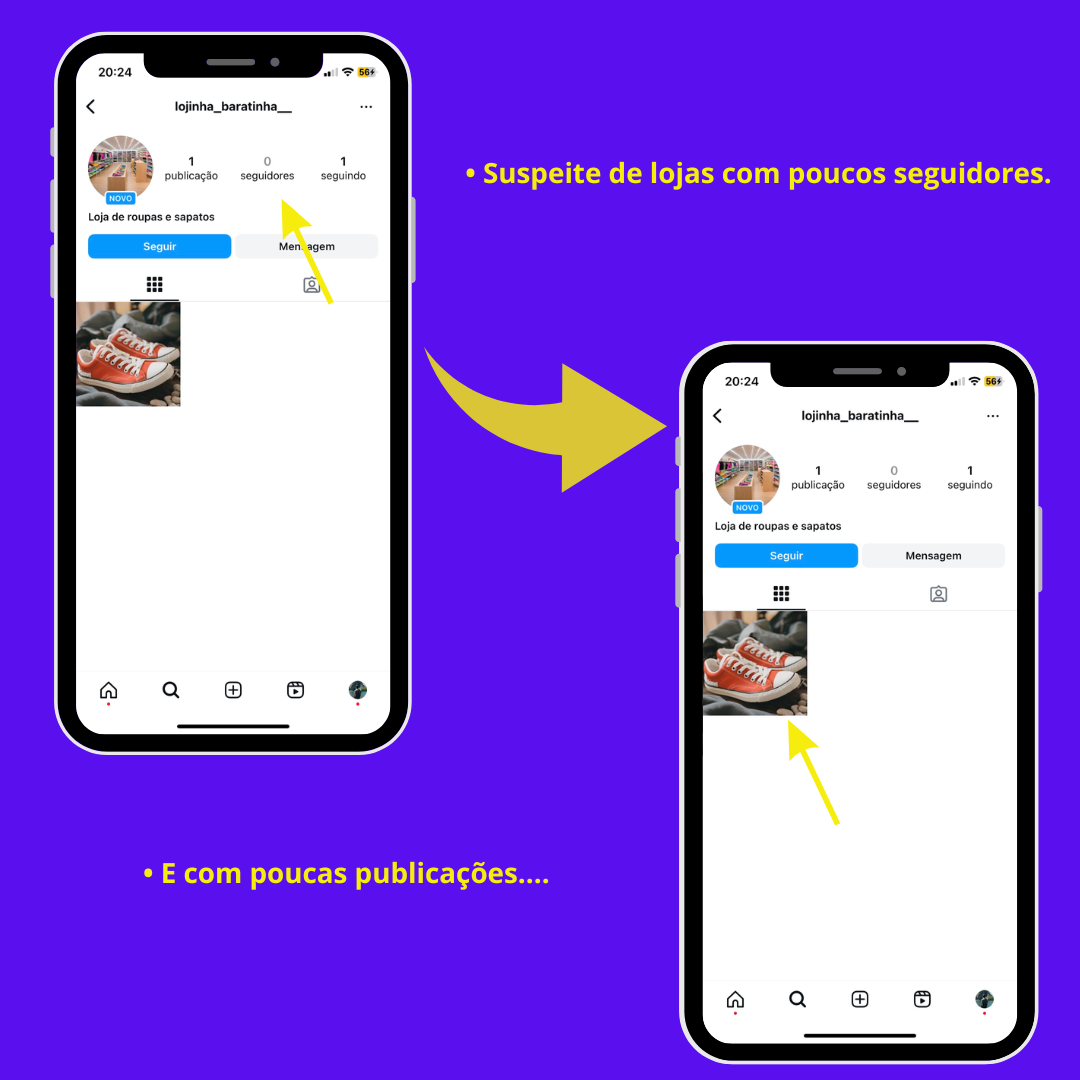 20:24
56
lojinha_baratinha__
1
0
1
publicação
seguidores
seguindo
NOVO
Loja de roupas e sapatos
Seguir
Mensagem
• Suspeite de lojas com poucos seguidores.
20:24
56
lojinha_baratinha__
1
0
1
publicação
seguidores
seguindo
NOVO
Loja de roupas e sapatos
Seguir
Mensagem
• E com poucas publicações....